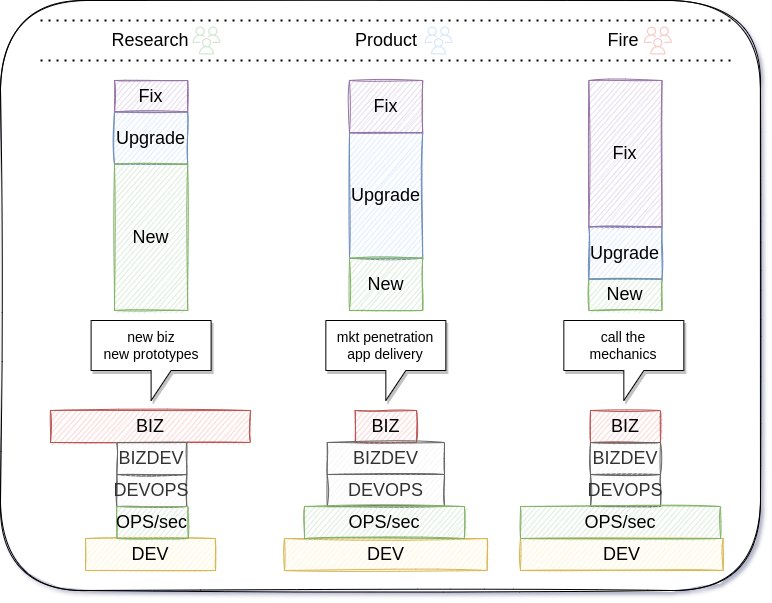 Research
Product
Fire
Fix
Upgrade
New
Fix
Upgrade
New
Fix
Upgrade
New
new biz
new prototypes
mkt penetration
app delivery
call the
mechanics
BIZ
BIZDEV
DEVOPS
OPS/sec
DEV
BIZ
BIZDEV
DEVOPS
OPS/sec
DEV
BIZ
BIZDEV
DEVOPS
OPS/sec
DEV